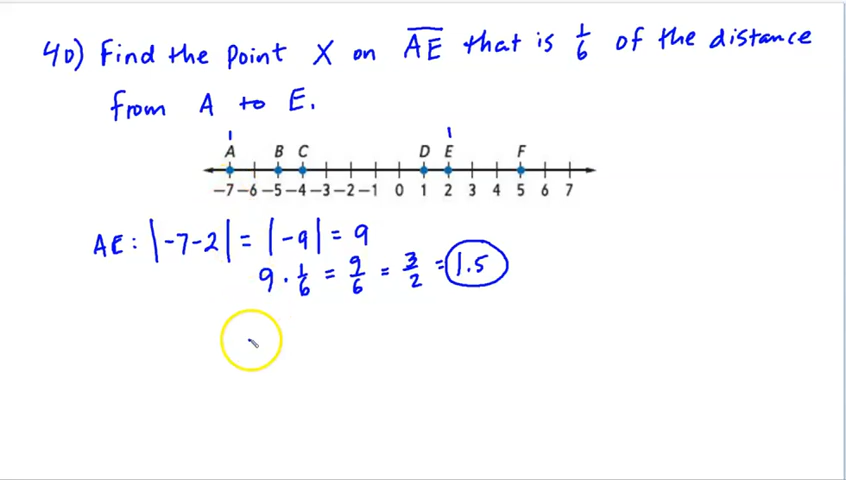 40) Find the point X on AE that is 1/6 of the distance
from A to E.
A B C D E F
-7 -6 -5 -4 -3 -2 -1 0 1 2 3 4 5 6 7
AE: |-7-2| = |-9| = 9
9 · 1/6 = 9/6 = 3/2 = 1.5